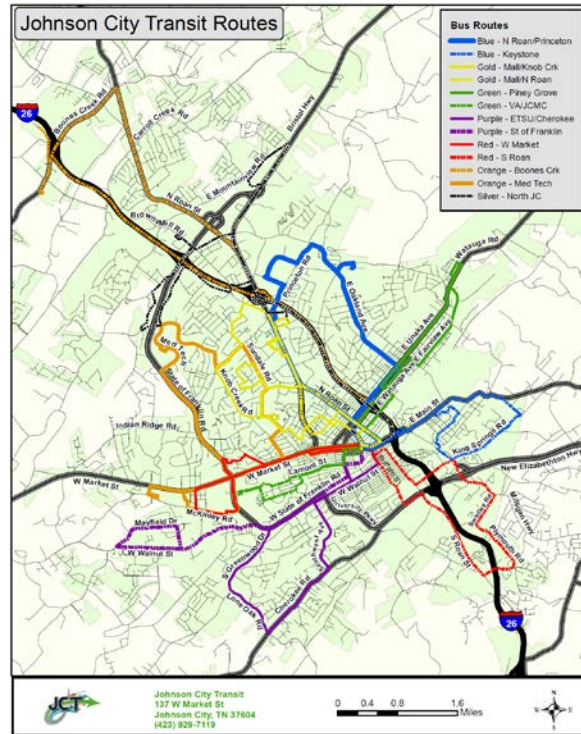 Johnson City Transit Routes
Bus Routes
Blue - N Roan/Princeton
Blue - Keystone
Gold - Mall/Knob Crk
Gold - Mall/N Roan
Green - Piney Grove
Green - VA/JCMC
Purple - ETSU/Cherokee
Purple - St of Franklin
Red - W Market
Red - S Roan
Orange - Boones Crk
Orange - Med Tech
Silver - North JC
26
Boones Creek Rd
Carroll Creek Rd
Bristol Hwy
E Mountainview Rd
N Roan St
Browns Mill Rd
Princeton Rd
E Oakland Ave
Watauga Rd
E Unaka Ave
E Fairview Ave
E Watauga Ave
Med Tech
Sunset Rd
Knob Creek Rd
State of Franklin Rd
N Roan St
E Main St
King Springs Rd
Indian Ridge Rd
W Market St
Lamont St
W Market St
New Elizabethton Hwy
W State of Franklin Rd
W Walnut St
University Pkwy
McKinley Rd
Mayfield Dr
W Walnut St
S Greenwood Dr
Lone Oak Rd
Cherokee Rd
S Roan St
Plymouth Rd
Milligan Hwy
26
JCT
Johnson City Transit
137 W Market St
Johnson City, TN 37604
(423) 929-7119
0 0.4 0.8 1.6
Miles